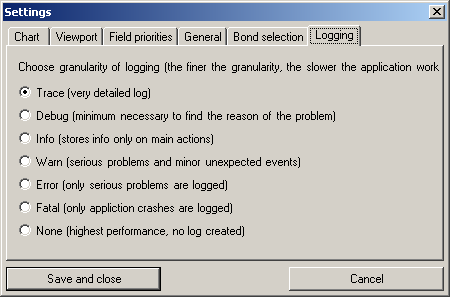 Settings
Chart Viewport Field priorities General Bond selection Logging
Choose granularity of logging (the finer the granularity, the slower the application work
Trace (very detailed log)
Debug (minimum necessary to find the reason of the problem)
Info (stores info only on main actions)
Warn (serious problems and minor unexpected events)
Error (only serious problems are logged)
Fatal (only appliction crashes are logged)
None (highest performance, no log created)
Save and close Cancel